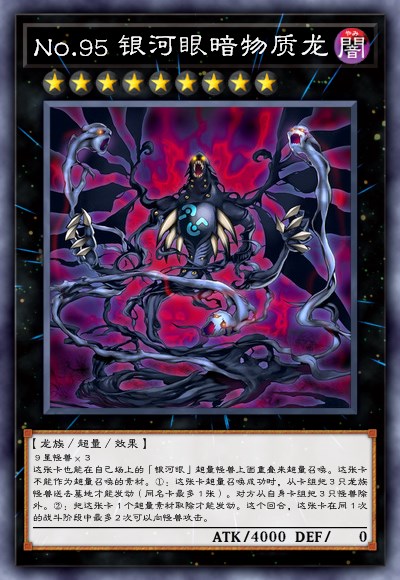 No.95 银河眼暗物质龙
やみ
闇
【 龙族 / 超量 / 效果 】
９星怪兽 × ３
这张卡也能在自己场上的「银河眼」超量怪兽上面重叠来超量召唤。这张卡
不能作为超量召唤的素材。①：这张卡超量召唤成功时，从卡组把３只龙族
怪兽送去墓地才能发动（同名卡最多１张）。对方从自身卡组把３只怪兽除
外。②：把这张卡１个超量素材取除才能发动。这个回合，这张卡在同１次
的战斗阶段中最多２次可以向怪兽攻击。
ATK/4000 DEF/ 0